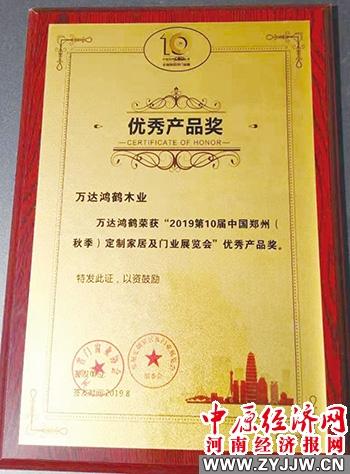 10
优秀产品奖
CERTIFICATE OF HONOR
万达鸿鹤木业
万达鸿鹤荣获“2019第10届中国郑州(
秋季)定制家居及门业展览会”优秀产品奖。
特发此证,以资鼓励
2019.8
中原经济网
河南经济报网
WWW.ZYJJW.CN